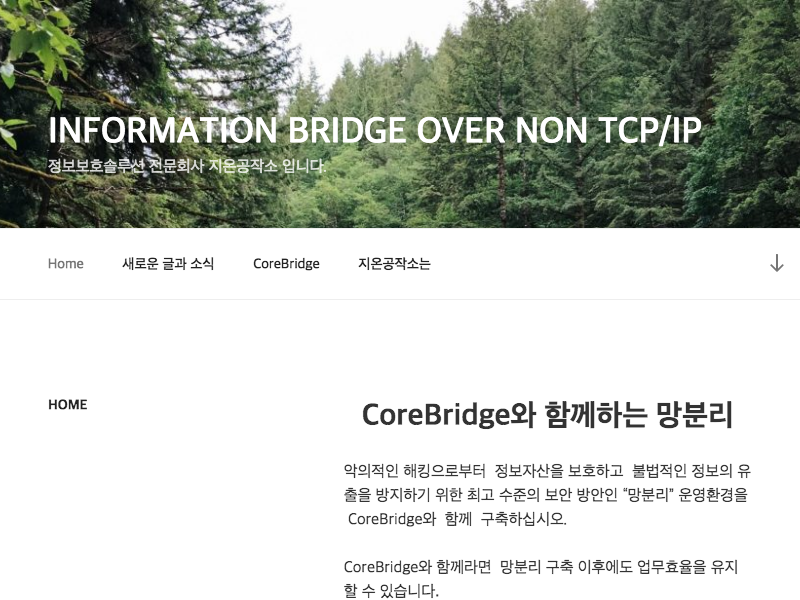 INFORMATION BRIDGE OVER NON TCP/IP
정보보호솔루션 전문회사 지온공작소 입니다.
Home
새로운 글과 소식
CoreBridge
지온공작소는
HOME
CoreBridge와 함께하는 망분리
악의적인 해킹으로부터 정보자산을 보호하고 불법적인 정보의 유
출을 방지하기 위한 최고 수준의 보안 방안인 “망분리” 운영환경을
CoreBridge와 함께 구축하십시오.
CoreBridge와 함께라면 망분리 구축 이후에도 업무효율을 유지
할 수 있습니다.